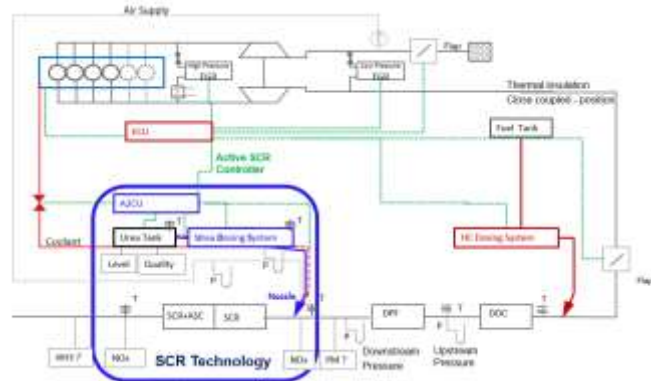 Air Supply
Flap
High Pressure
EGR
Low Pressure
EGR
Thermal insulation
Close coupled - position
ECU
Fuel Tank
Active SCR
Controller
Coolant
Urea Tank
Urea Dosing System
HC Dosing System
Level
Quality
T
T
P
P
Flap
Nozzle
T
T
T
T
SCR+ASC
SCR
DPF
DOC
P
P
NOx
NOx
PM ?
SCR Technology
Downstream
Pressure
Upstream
Pressure